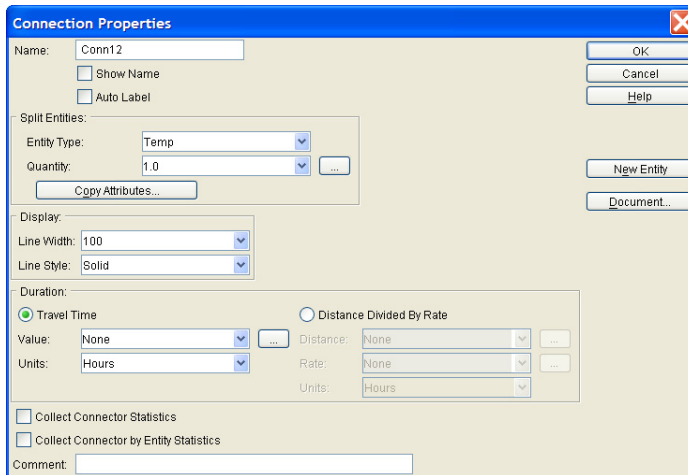 Connection Properties
Name: Conn12
OK
Show Name
Cancel
Auto Label
Help
Split Entities:
Entity Type: Temp
Quantity: 1.0 ...
New Entity
Copy Attributes...
Document...
Display:
Line Width: 100
Line Style: Solid
Duration:
Travel Time
Distance Divided By Rate
Value: None ...
Distance: None ...
Units: Hours
Rate: None ...
Units: Hours
Collect Connector Statistics
Collect Connector by Entity Statistics
Comment: